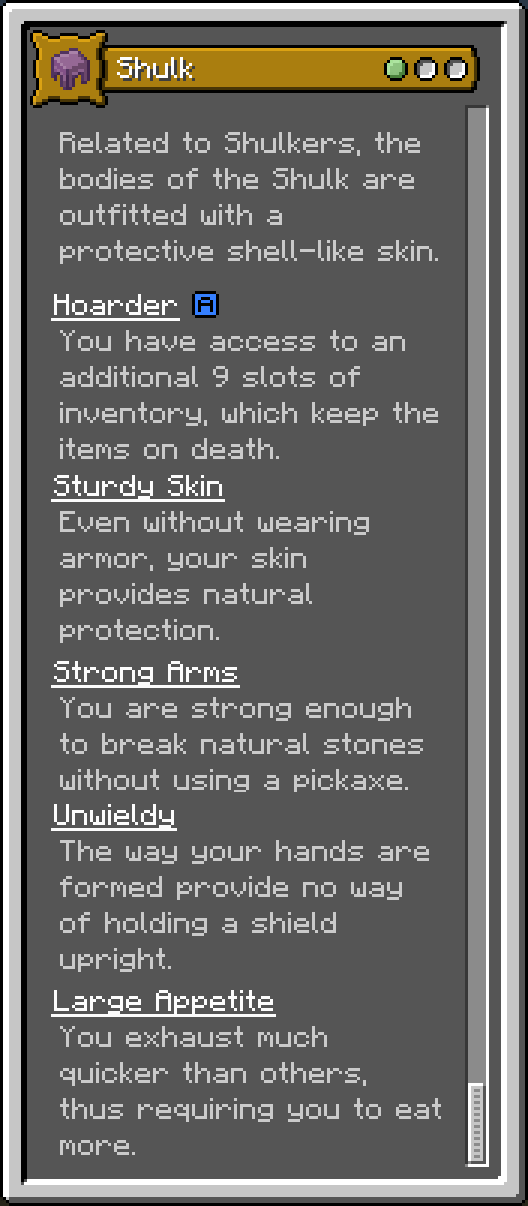 Shulk
Related to Shulkers, the
bodies of the Shulk are
outfitted with a
protective shell-like skin.
Hoarder A
You have access to an
additional 9 slots of
inventory, which keep the
items on death.
Sturdy Skin
Even without wearing
armor, your skin
provides natural
protection.
Strong Arms
You are strong enough
to break natural stones
without using a pickaxe.
Unwieldy
The way your hands are
formed provide no way
of holding a shield
upright.
Large Appetite
You exhaust much
quicker than others,
thus requiring you to eat
more.